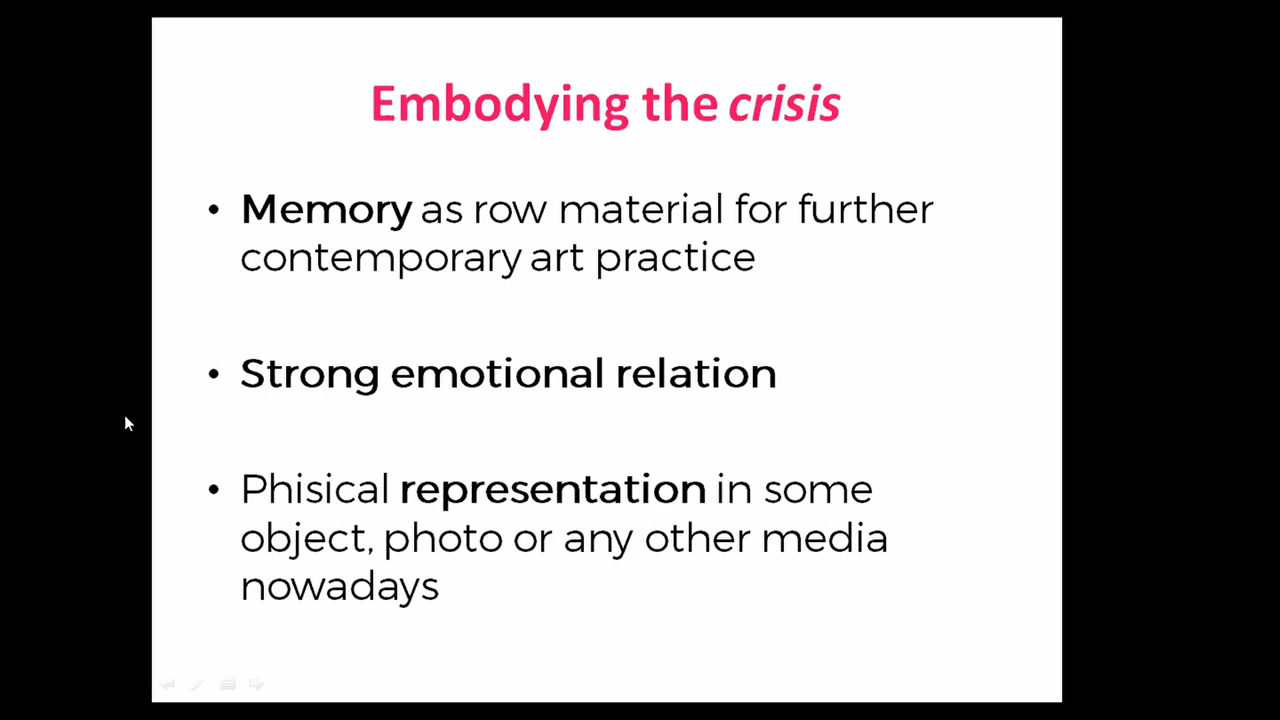 Embodying the crisis
• Memory as row material for further
contemporary art practice
• Strong emotional relation
• Phisical representation in some
object, photo or any other media
nowadays